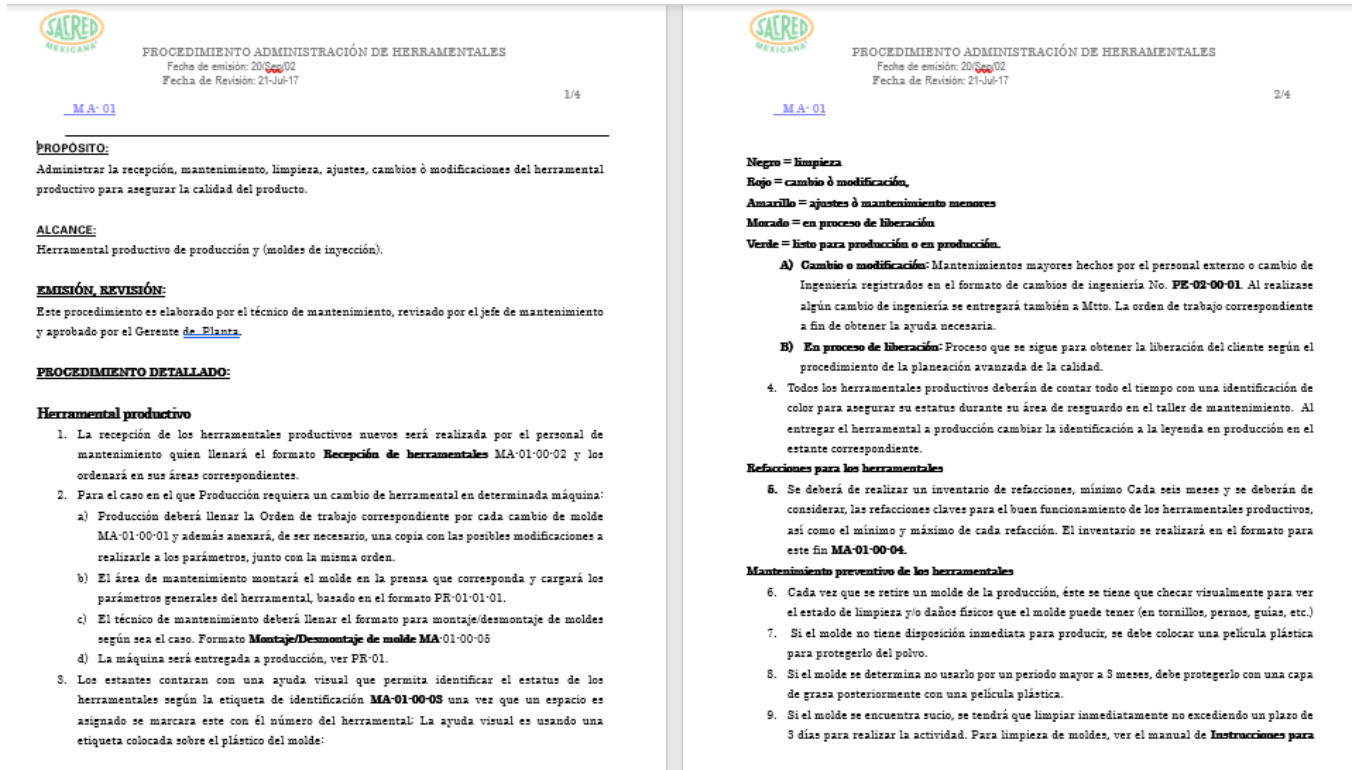 SACRED
MEXICANA
PROCEDIMIENTO ADMINISTRACIÓN DE HERRAMENTALES
Fecha de emisión: 20/Sep/02
Fecha de Revisión: 21-Jul-17
1/4
M A- 01
PROPÓSITO:
Administrar la recepción, mantenimiento, limpieza, ajustes, cambios ò modificaciones del herramental
productivo para asegurar la calidad del producto.
ALCANCE:
Herramental productivo de producción y (moldes de inyección).
EMISIÓN, REVISIÓN:
Este procedimiento es elaborado por el técnico de mantenimiento, revisado por el jefe de mantenimiento
y aprobado por el Gerente de Planta.
PROCEDIMIENTO DETALLADO:
Herramental productivo
1. La recepción de los herramentales productivos nuevos será realizada por el personal de
mantenimiento quien llenará el formato Recepción de herramentales MA-01-00-02 y los
ordenará en sus áreas correspondientes.
2. Para el caso en el que Producción requiera un cambio de herramental en determinada máquina:
a) Producción deberá llenar la Orden de trabajo correspondiente por cada cambio de molde
MA-01-00-01 y además anexará, de ser necesario, una copia con las posibles modificaciones a
realizarle a los parámetros, junto con la misma orden.
b) El área de mantenimiento montará el molde en la prensa que corresponda y cargará los
parámetros generales del herramental, basado en el formato PR-01-01-01.
c) El técnico de mantenimiento deberá llenar el formato para montaje/desmontaje de moldes
según sea el caso. Formato Montaje/Desmontaje de molde MA-01-00-05
d) La máquina será entregada a producción, ver PR-01.
3. Los estantes contaran con una ayuda visual que permita identificar el estatus de los
herramentales según la etiqueta de identificación MA-01-00-03 una vez que un espacio es
asignado se marcara este con él número del herramental; La ayuda visual es usando una
etiqueta colocada sobre el plástico del molde:
SACRED
MEXICANA
PROCEDIMIENTO ADMINISTRACIÓN DE HERRAMENTALES
Fecha de emisión: 20/Sep/02
Fecha de Revisión: 21-Jul-17
2/4
M A- 01
Negro = limpieza
Rojo = cambio ò modificación,
Amarillo = ajustes ò mantenimiento menores
Morado = en proceso de liberación
Verde = listo para producción o en producción.
A) Cambio o modificación: Mantenimientos mayores hechos por el personal externo o cambio de
Ingeniería registrados en el formato de cambios de ingeniería No. PE-02-00-01. Al realizase
algún cambio de ingeniería se entregará también a Mtto. La orden de trabajo correspondiente
a fin de obtener la ayuda necesaria.
B) En proceso de liberación: Proceso que se sigue para obtener la liberación del cliente según el
procedimiento de la planeación avanzada de la calidad.
4. Todos los herramentales productivos deberán de contar todo el tiempo con una identificación de
color para asegurar su estatus durante su área de resguardo en el taller de mantenimiento. Al
entregar el herramental a producción cambiar la identificación a la leyenda en producción en el
estante correspondiente.
Refacciones para los herramentales
5. Se deberá de realizar un inventario de refacciones, mínimo Cada seis meses y se deberán de
considerar, las refacciones claves para el buen funcionamiento de los herramentales productivos,
así como el mínimo y máximo de cada refacción. El inventario se realizará en el formato para
este fin MA-01-00-04.
Mantenimiento preventivo de los herramentales
6. Cada vez que se retire un molde de la producción, éste se tiene que checar visualmente para ver
el estado de limpieza y/o daños físicos que el molde puede tener (en tornillos, pernos, guías, etc.)
7. Si el molde no tiene disposición inmediata para producir, se debe colocar una película plástica
para protegerlo del polvo.
8. Si el molde se determina no usarlo por un periodo mayor a 3 meses, debe protegerlo con una capa
de grasa posteriormente con una película plástica.
9. Si el molde se encuentra sucio, se tendrá que limpiar inmediatamente no excediendo un plazo de
3 días para realizar la actividad. Para limpieza de moldes, ver el manual de Instrucciones para